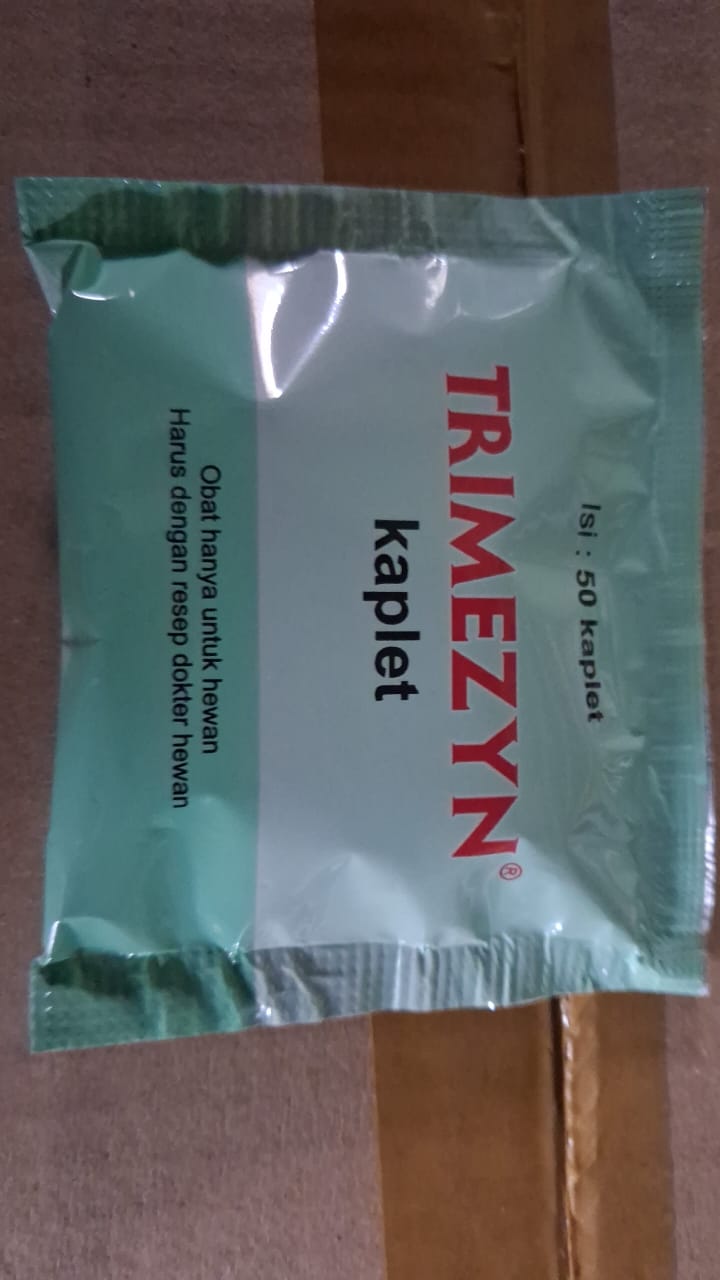 Isi : 50 kaplet
TRIMEZYN®
kaplet
Obat hanya untuk hewan
Harus dengan resep dokter hewan